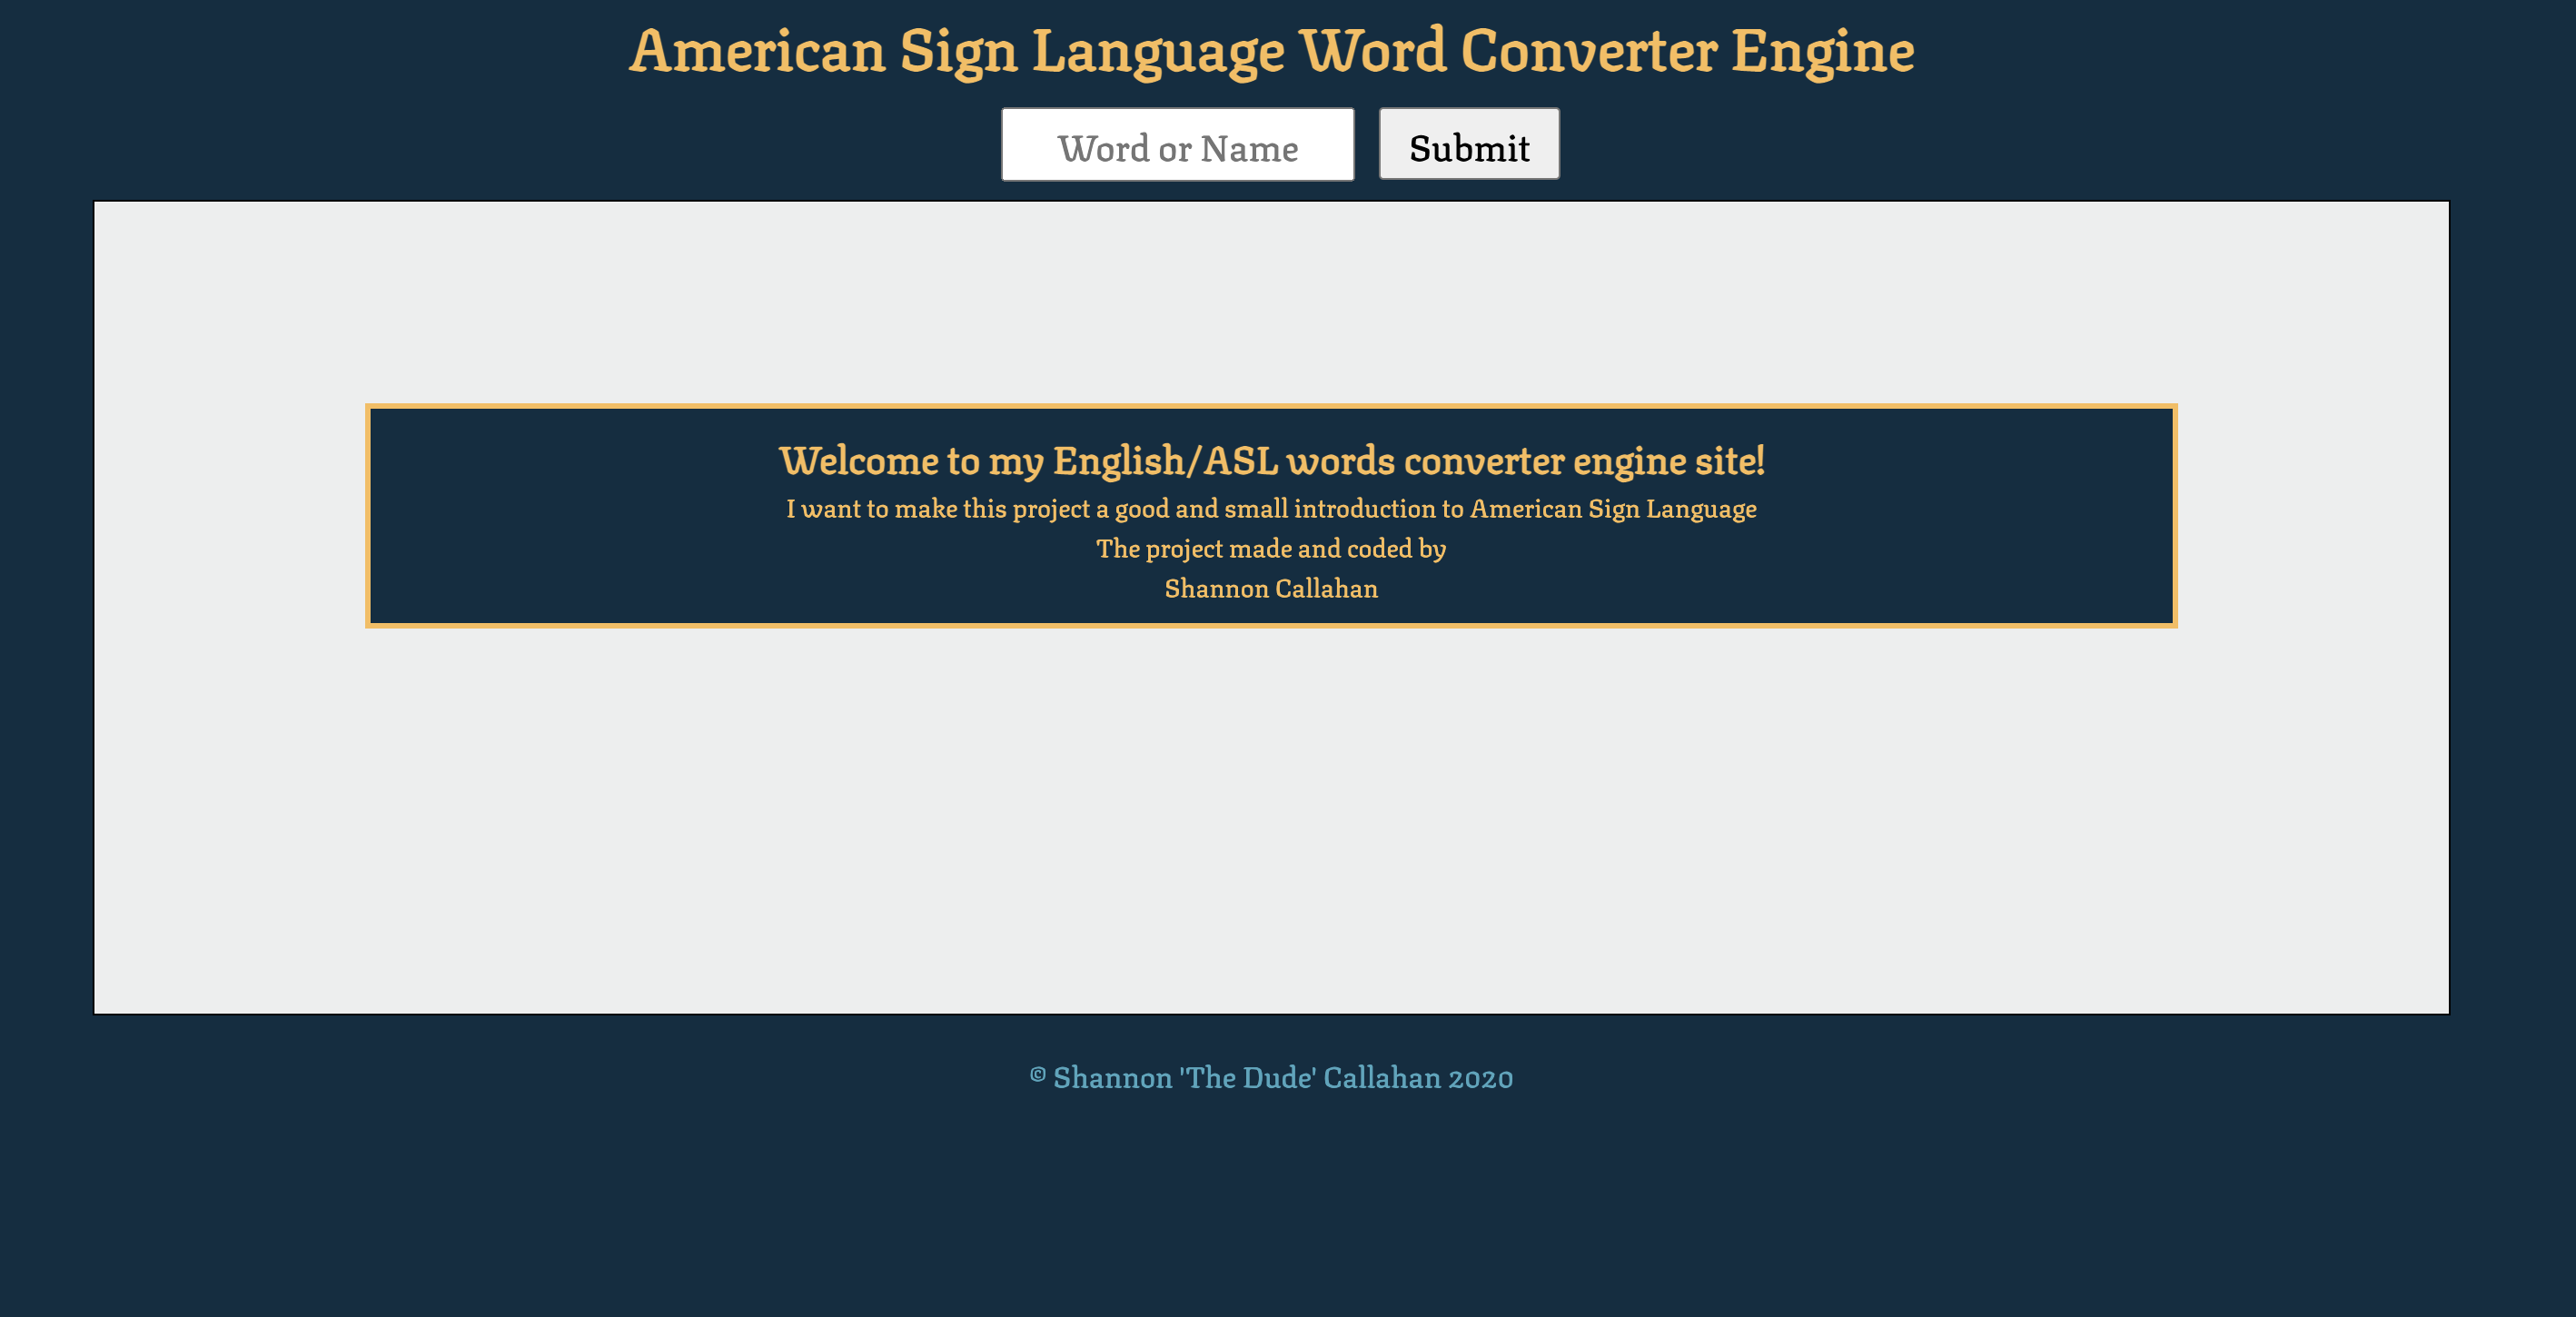 American Sign Language Word Converter Engine
Word or Name
Submit
Welcome to my English/ASL words converter engine site!
I want to make this project a good and small introduction to American Sign Language
The project made and coded by
Shannon Callahan
© Shannon 'The Dude' Callahan 2020